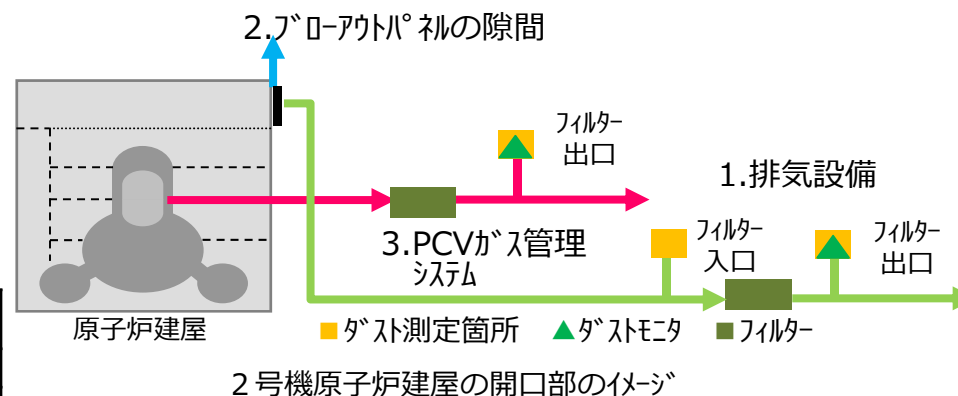 2.ﾌﾞﾛｰｱｳﾄﾊﾟﾈﾙの隙間
ﾌｨﾙﾀｰ
出口
1.排気設備
3.PCVｶﾞｽ管理
ｼｽﾃﾑ
ﾌｨﾙﾀｰ
入口
ﾌｨﾙﾀｰ
出口
原子炉建屋
■ﾀﾞｽﾄ測定箇所 ▲ﾀﾞｽﾄﾓﾆﾀ ■ﾌｨﾙﾀｰ
２号機原子炉建屋の開口部のｲﾒｰｼﾞ